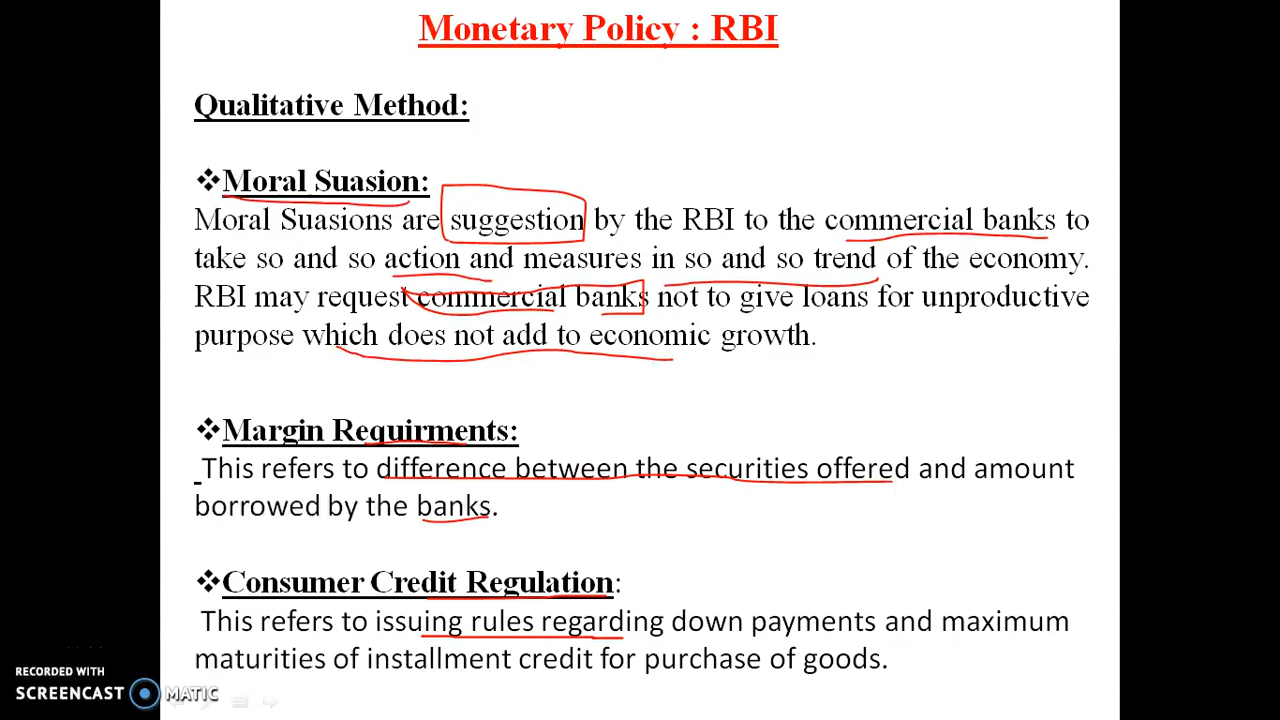 Monetary Policy : RBI
Qualitative Method:
❖Moral Suasion:
Moral Suasions are suggestion by the RBI to the commercial banks to
take so and so action and measures in so and so trend of the economy.
RBI may request commercial banks not to give loans for unproductive
purpose which does not add to economic growth.
❖Margin Requirments:
This refers to difference between the securities offered and amount
borrowed by the banks.
❖Consumer Credit Regulation:
This refers to issuing rules regarding down payments and maximum
maturities of installment credit for purchase of goods.
RECORDED WITH
SCREENCAST MATIC